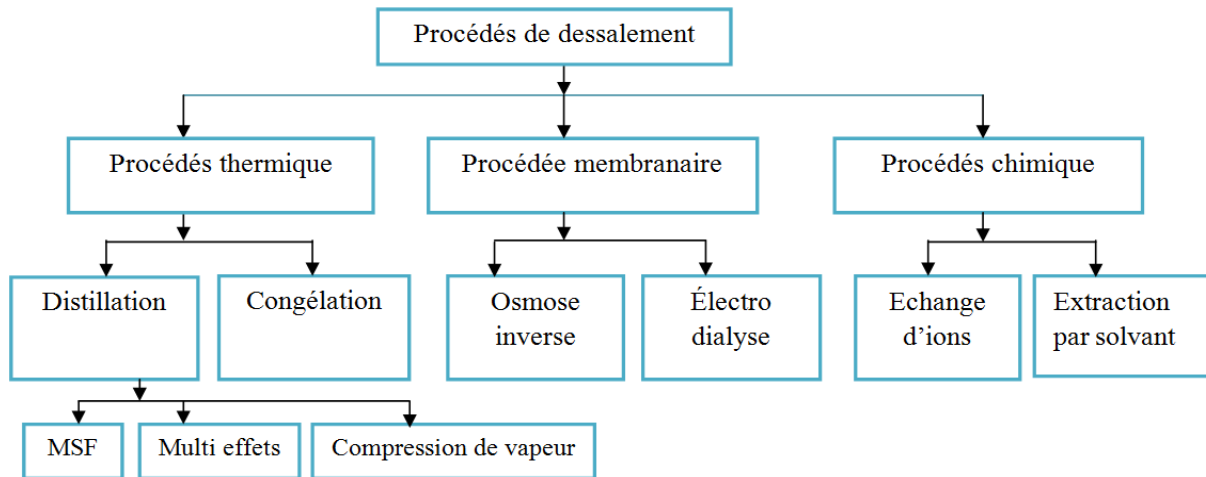 Procédés de dessalement
Procédés thermique
Procédée membranaire
Procédés chimique
Distillation
Congélation
Osmose
inverse
Électro
dialyse
Echange
d'ions
Extraction
par solvant
MSF
Multi effets
Compression de vapeur